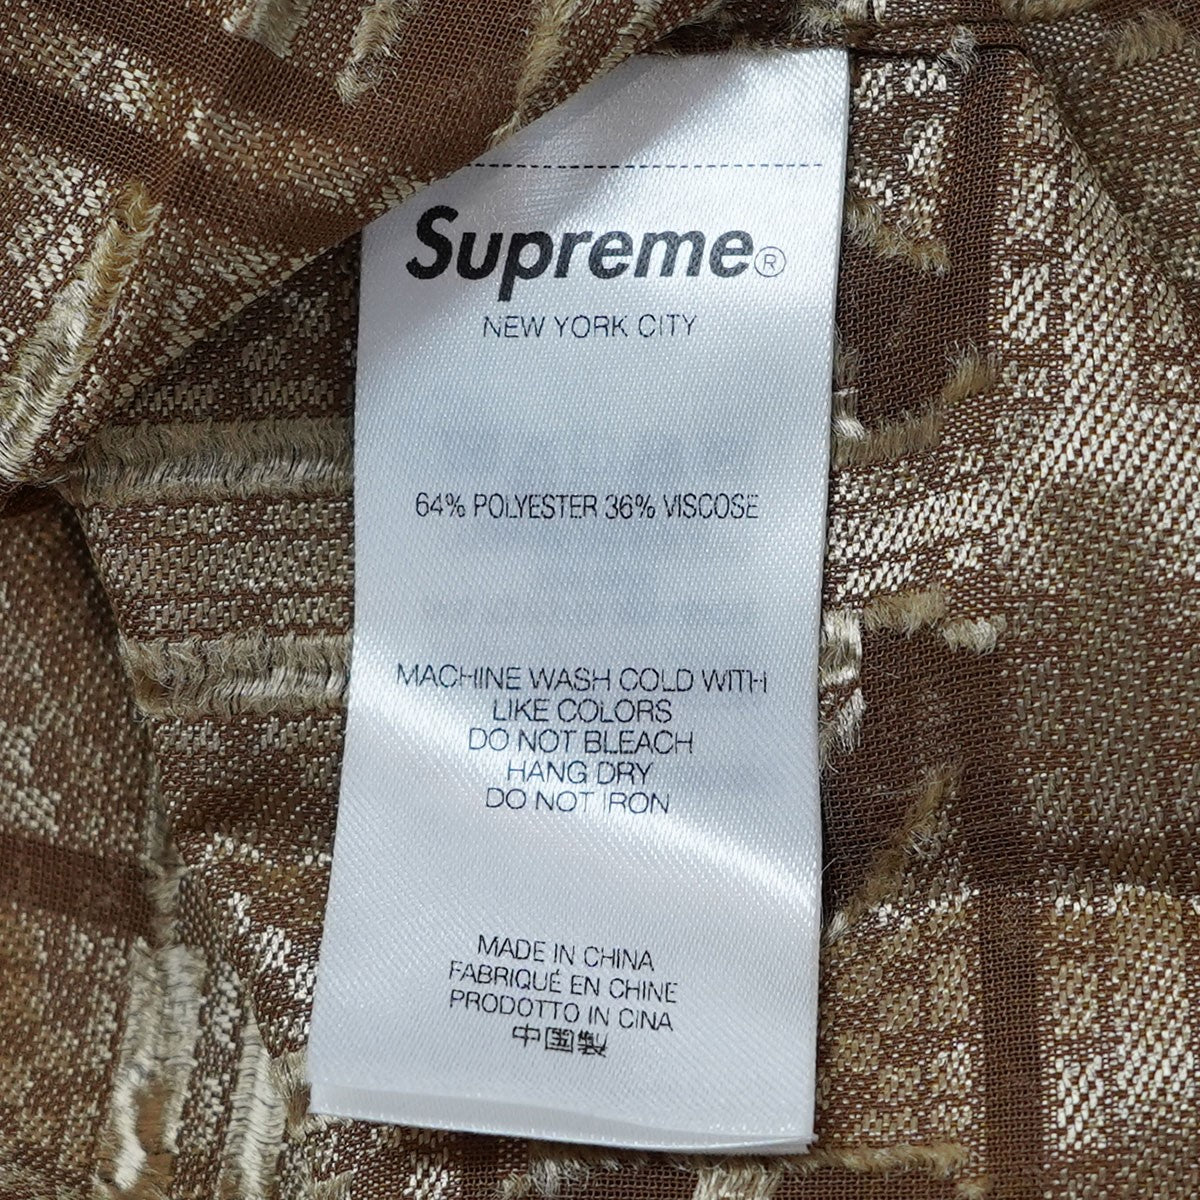 Supreme®
NEW YORK CITY
64% POLYESTER 36% VISCOSE
MACHINE WASH COLD WITH
LIKE COLORS
DO NOT BLEACH
HANG DRY
DO NOT IRON
MADE IN CHINA
FABRIQUÉ EN CHINE
PRODOTTO IN CINA
中国製